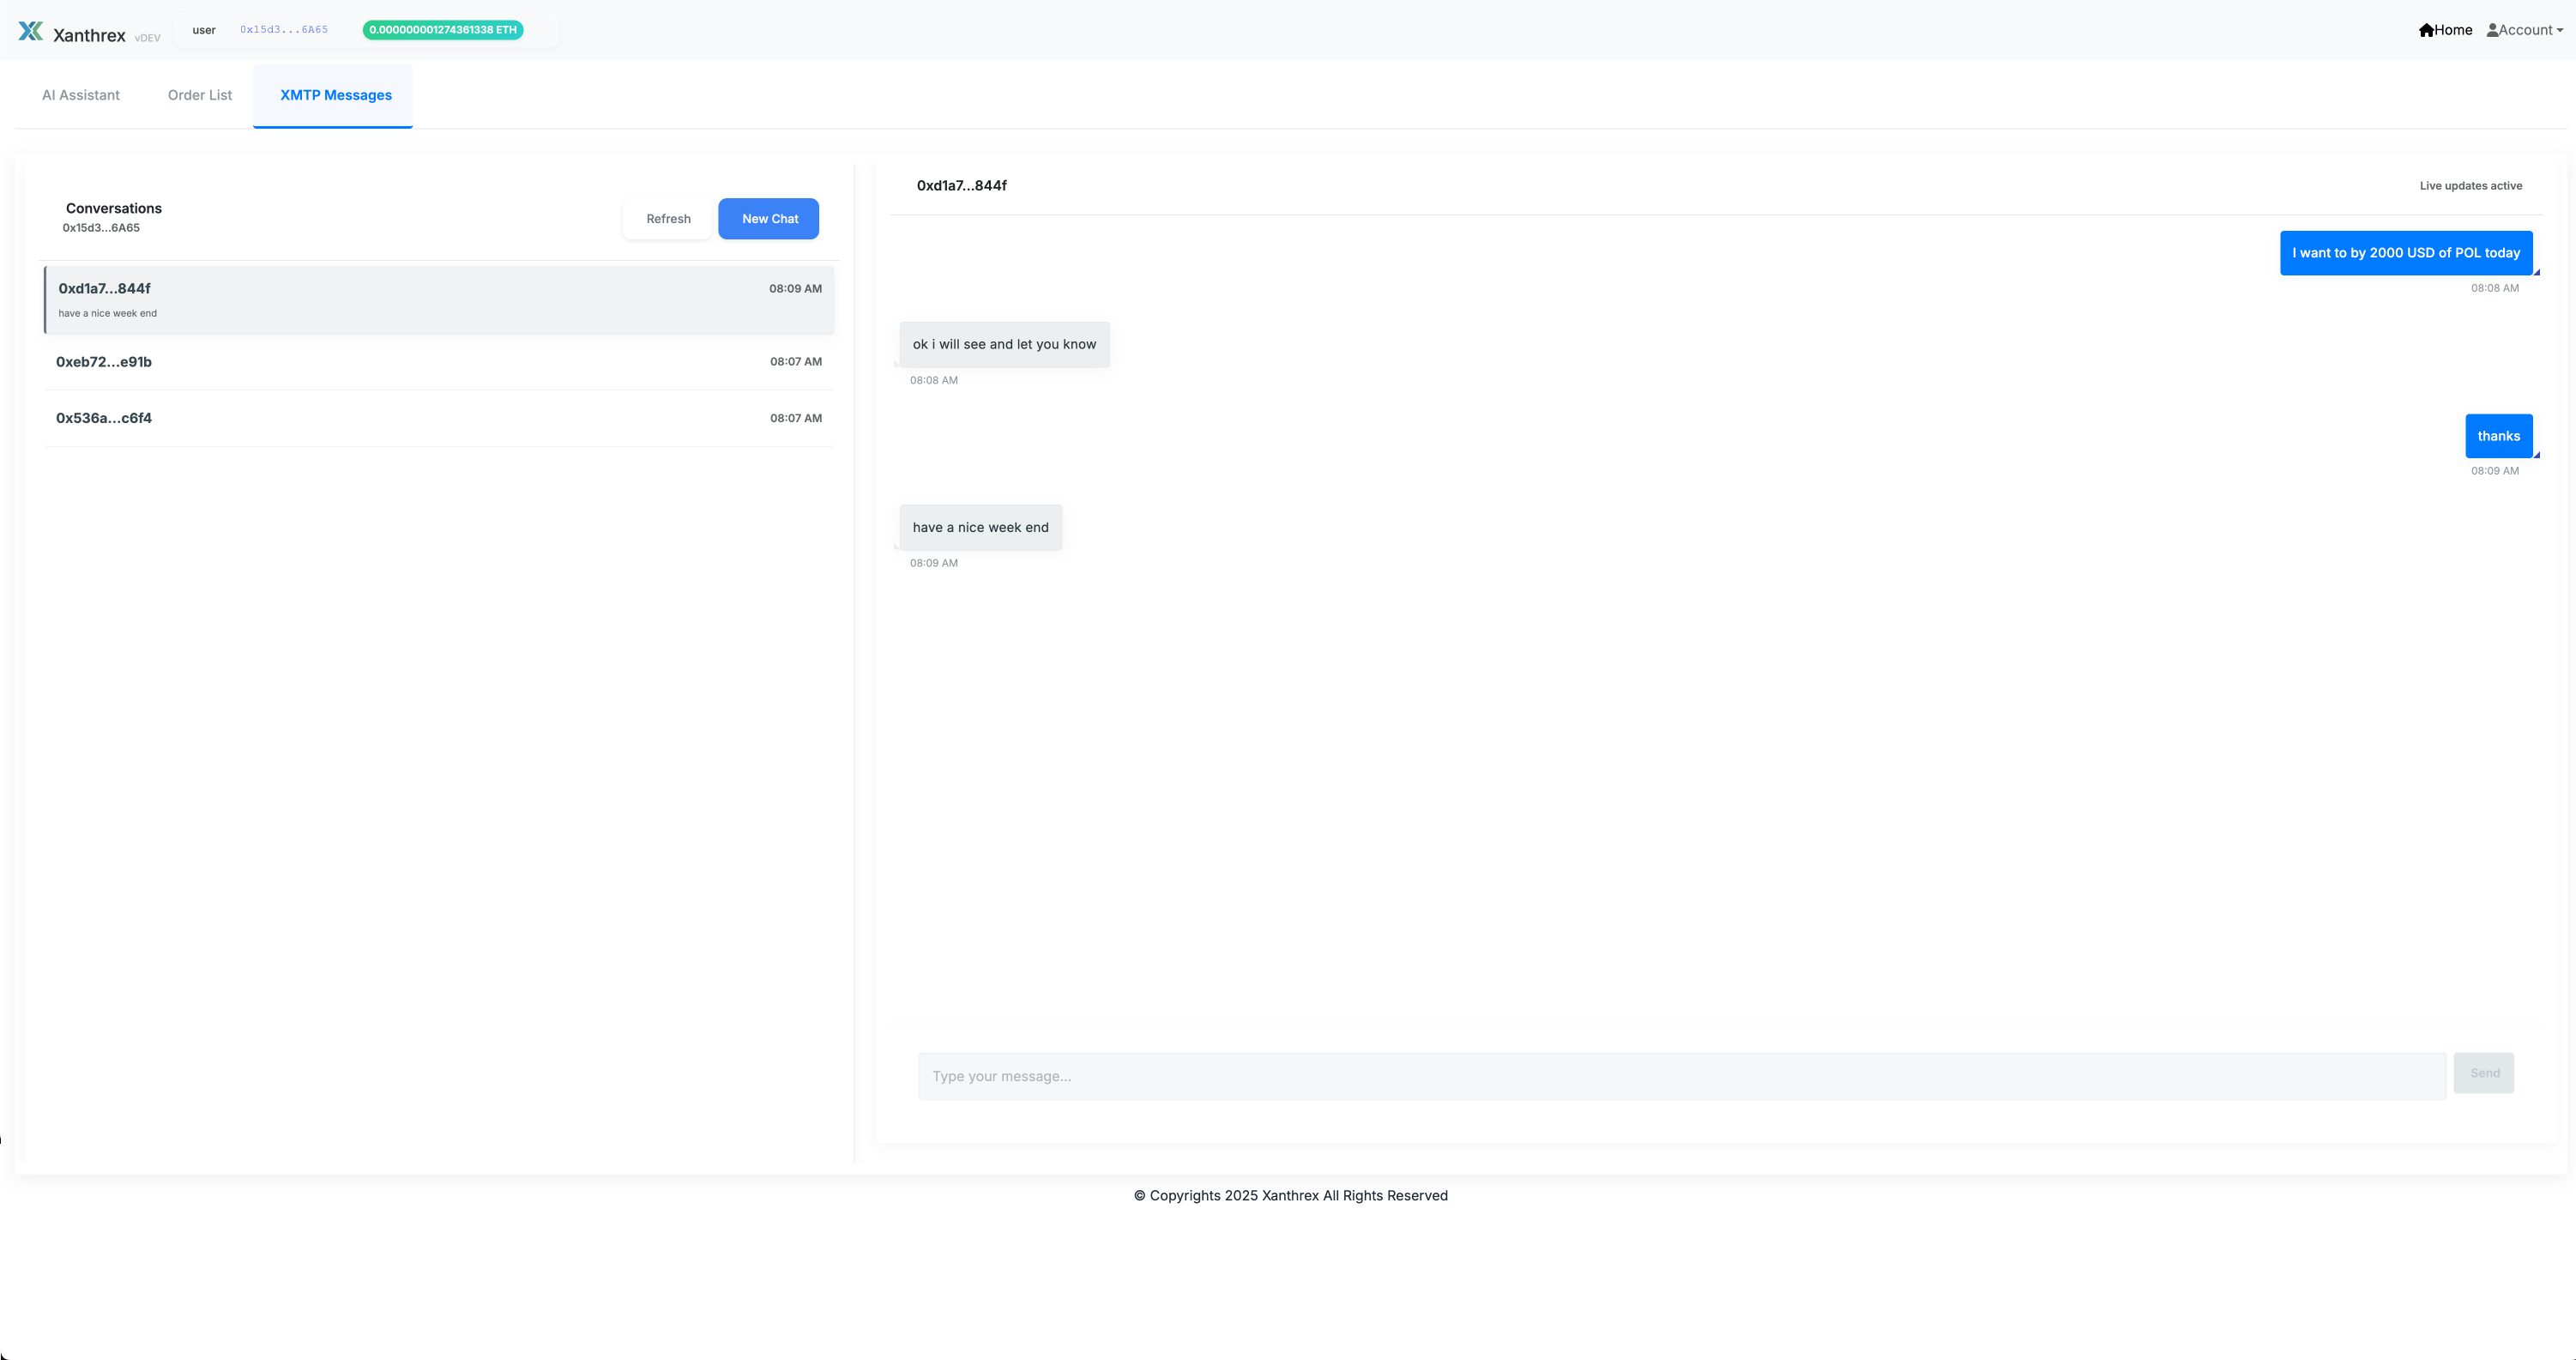 Xanthrex vDEV
user 0x15d3...6A65 0.000000001274361338 ETH
Home Account
AI Assistant Order List XMTP Messages
Conversations
0x15d3...6A65
Refresh New Chat
0xd1a7...844f 08:09 AM
have a nice week end
0xeb72...e91b 08:07 AM
0x536a...c6f4 08:07 AM
0xd1a7...844f Live updates active
I want to by 2000 USD of POL today
08:08 AM
ok i will see and let you know
08:08 AM
thanks
09:09 AM
have a nice week end
08:09 AM
Type your message... Send
© Copyrights 2025 Xanthrex All Rights Reserved